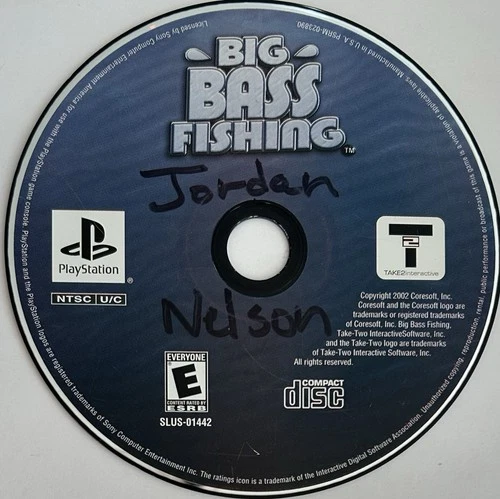 BIG
BASS
FISHING™
Jordan
Nelson
PlayStation®
NTSC U/C
T2
TAKE2Interactive
Copyright 2002 Coresoft, Inc.
Coresoft and the Coresoft logo are
trademarks or registered trademarks
of Coresoft, Inc. Big Bass Fishing,
Take-Two InteractiveSoftware, Inc.
and the Take-Two logo are trademarks
of Take-Two Interactive Software, Inc.
All rights reserved.
EVERYONE
E
CONTENT RATED BY
ESRB
SLUS-01442
COMPACT
disc
Licensed by Sony Computer Entertainment America for use with the PlayStation game console. PlayStation and the PlayStation logos are registered trademarks of Sony Computer Entertainment Inc. The ratings icon is a trademark of the Interactive Digital Software Association. Unauthorized copying, reproduction, rental, public performance or broadcast of this game is a violation of applicable laws. Manufactured in U.S.A. PSRM-023890